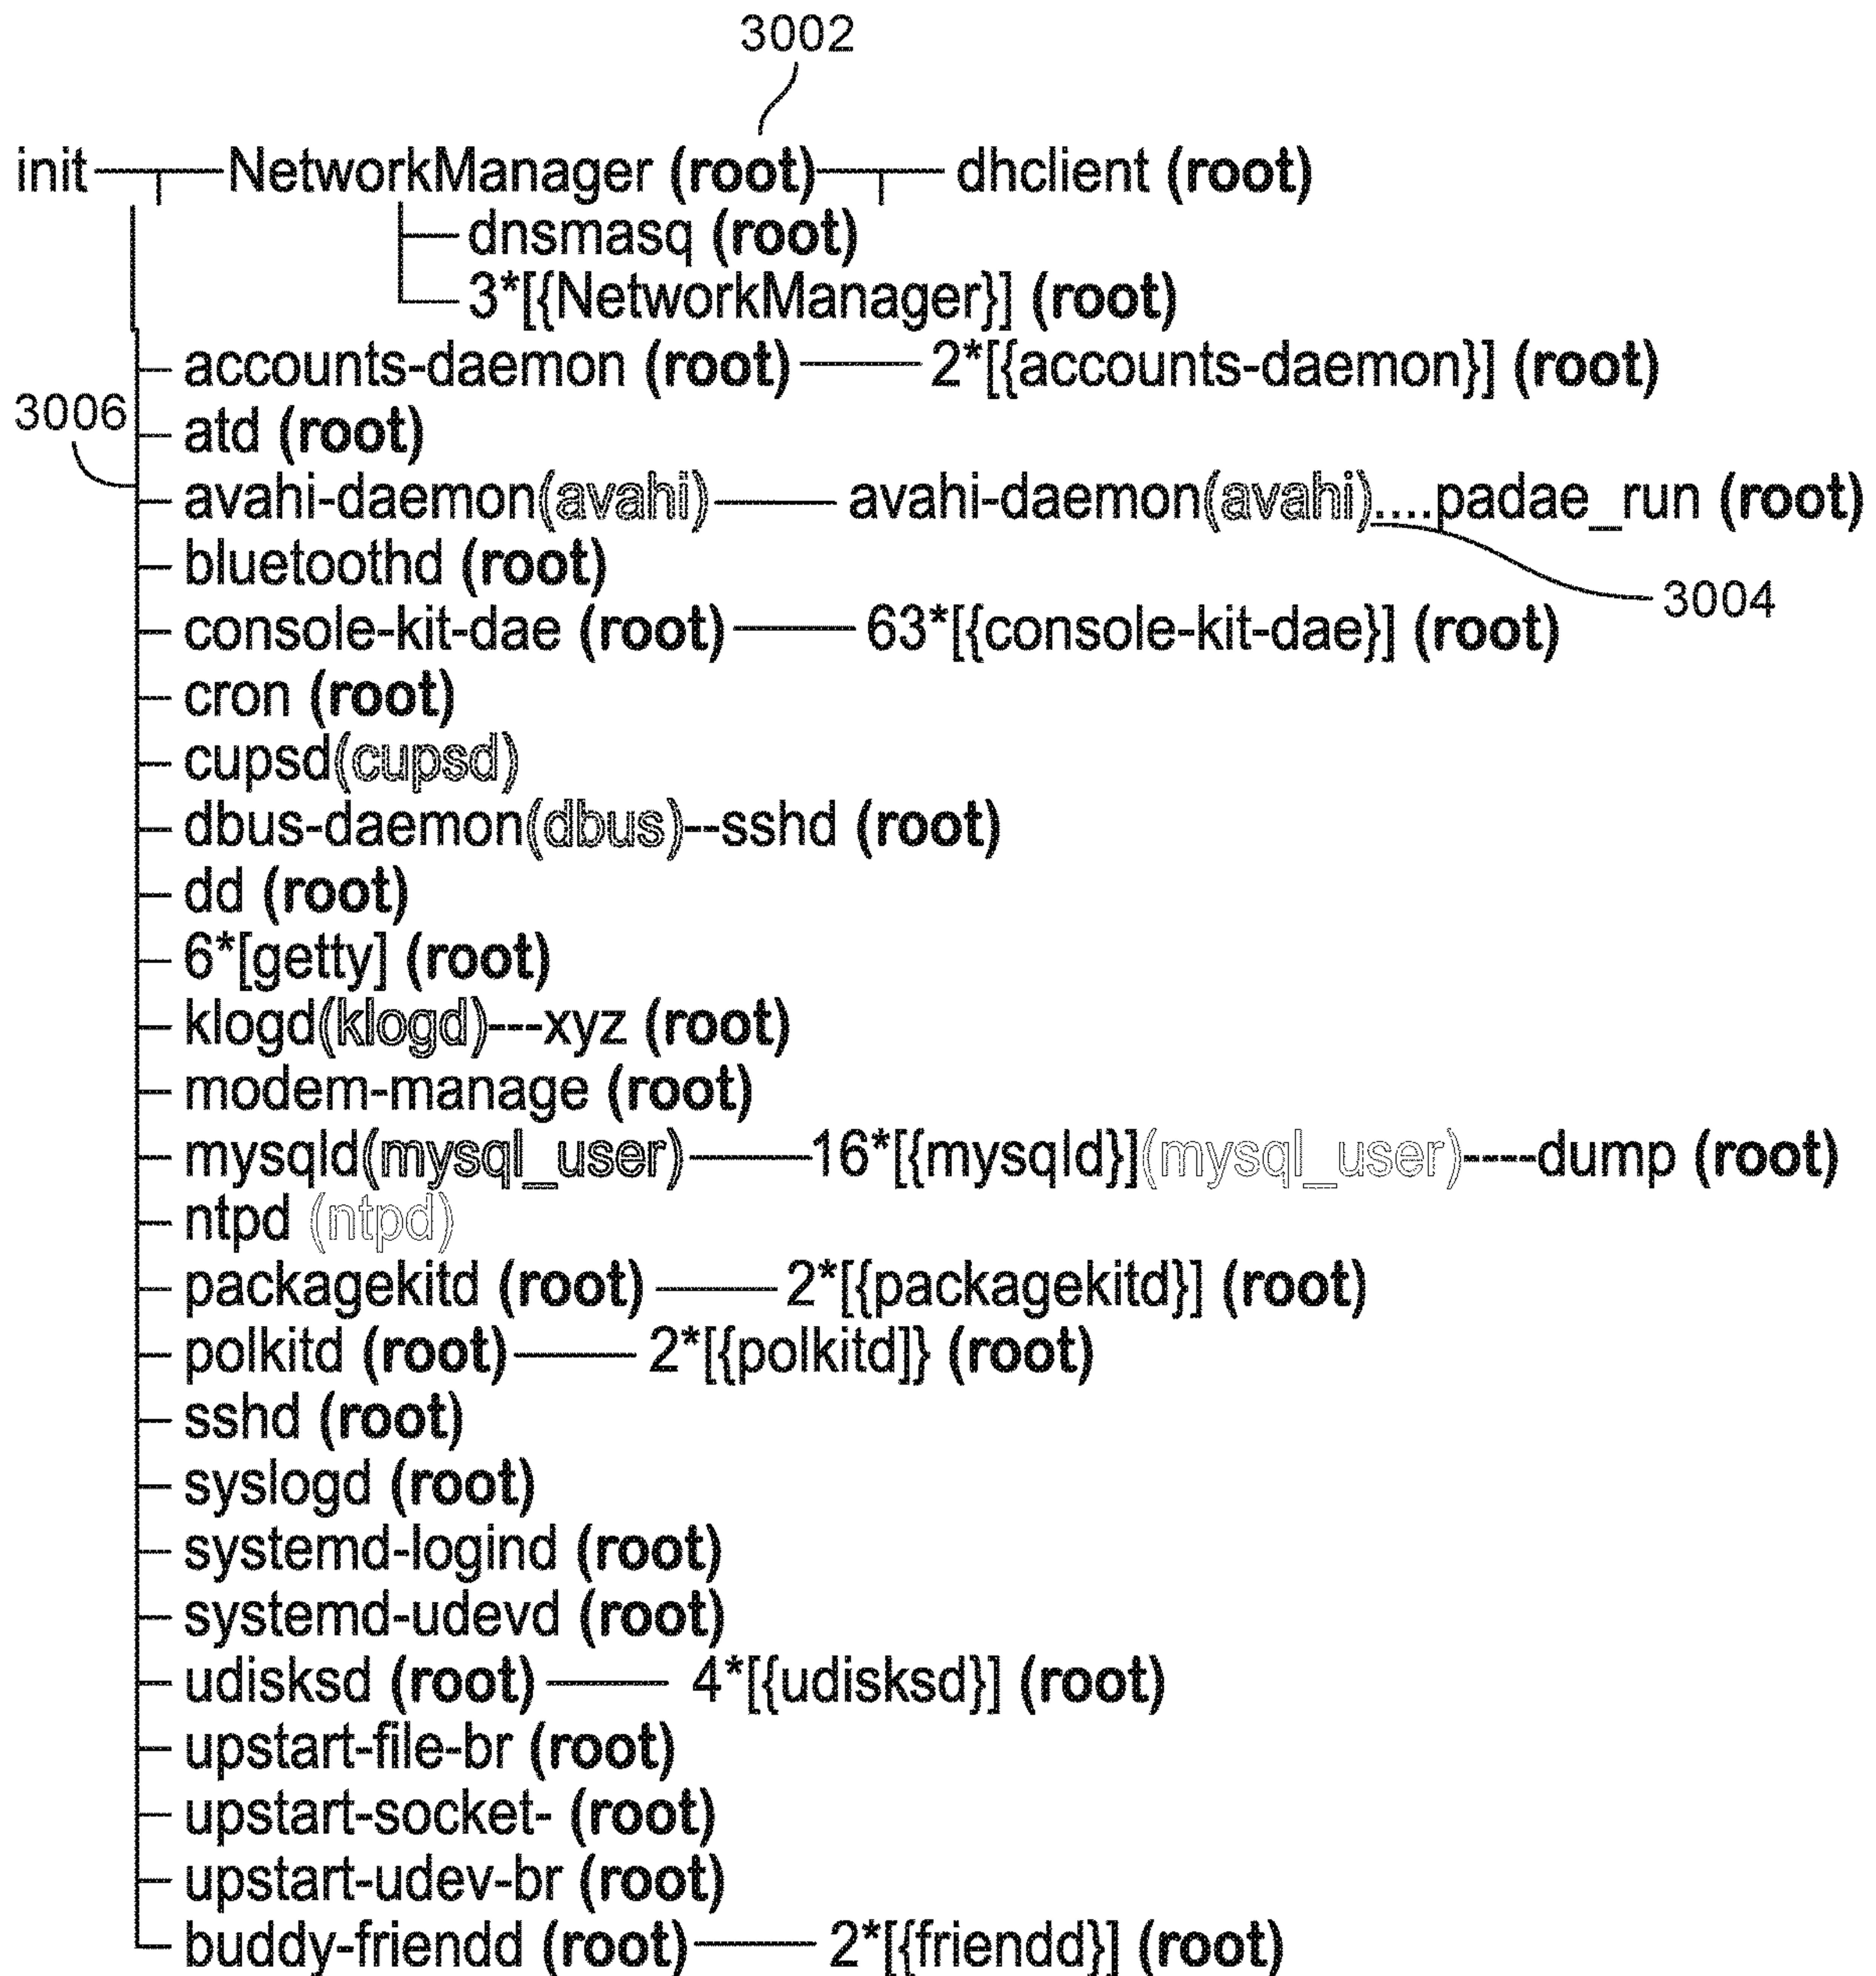 3002
init NetworkManager (root) dhclient (root)
dnsmasq (root)
3*[{NetworkManager}] (root)
accounts-daemon (root) 2*[{accounts-daemon}] (root)
3006
atd (root)
avahi-daemon(avahi) avahi-daemon(avahi)....padae_run (root)
bluetoothd (root)
3004
console-kit-dae (root) 63*[{console-kit-dae}] (root)
cron (root)
cupsd(cupsd)
dbus-daemon(dbus)--sshd (root)
dd (root)
6*[getty] (root)
klogd(klogd)---xyz (root)
modem-manage (root)
mysqld(mysql_user) 16*[{mysqld}](mysql_user)----dump (root)
ntpd (ntpd)
packagekitd (root) 2*[{packagekitd}] (root)
polkitd (root) 2*[{polkitd]} (root)
sshd (root)
syslogd (root)
systemd-logind (root)
systemd-udevd (root)
udisksd (root) 4*[{udisksd}] (root)
upstart-file-br (root)
upstart-socket- (root)
upstart-udev-br (root)
buddy-friendd (root) 2*[{friendd}] (root)